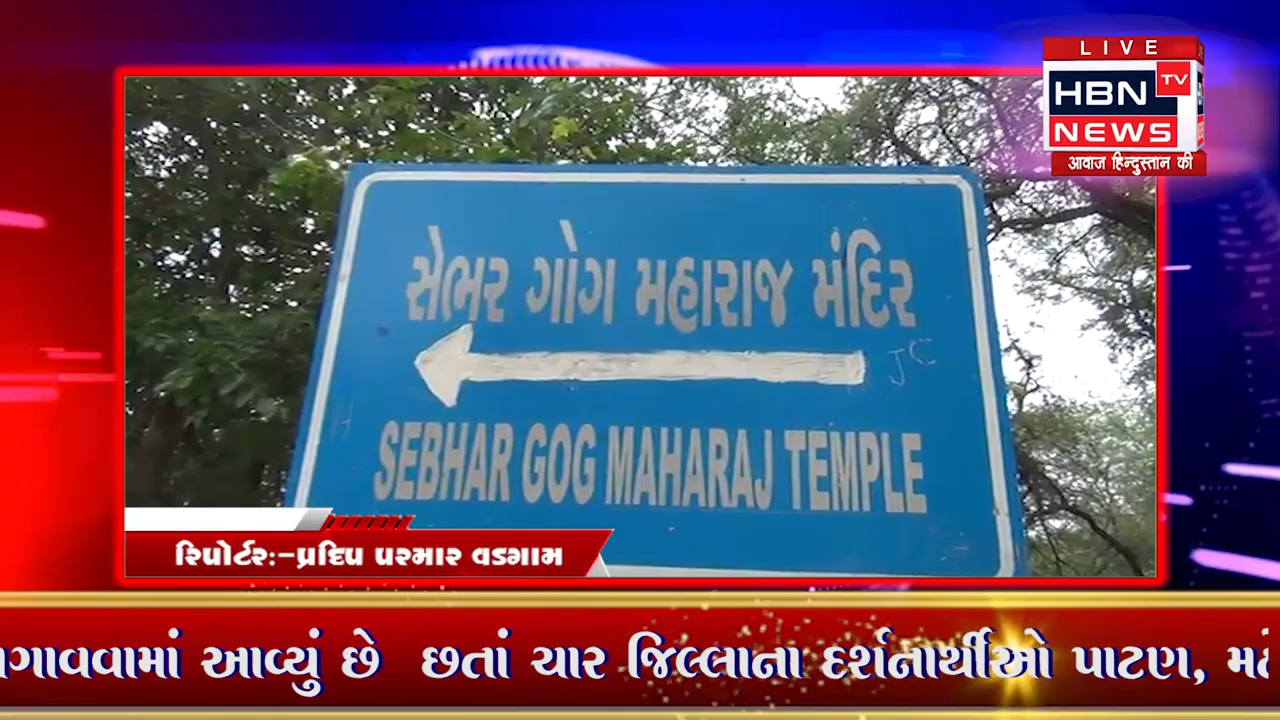 LIVE
HBN TV
NEWS
आवाज़ हिन्दुस्तान की
સેભર ગોગ મહારાજ મંદિર
JC
SEBHAR GOG MAHARAJ TEMPLE
રિપોર્ટર:-પ્રદિપ પરમાર વડગામ
આવ્યું છે છતાં ચાર જિલ્લાના દર્શનાર્થીઓ પાટણ,